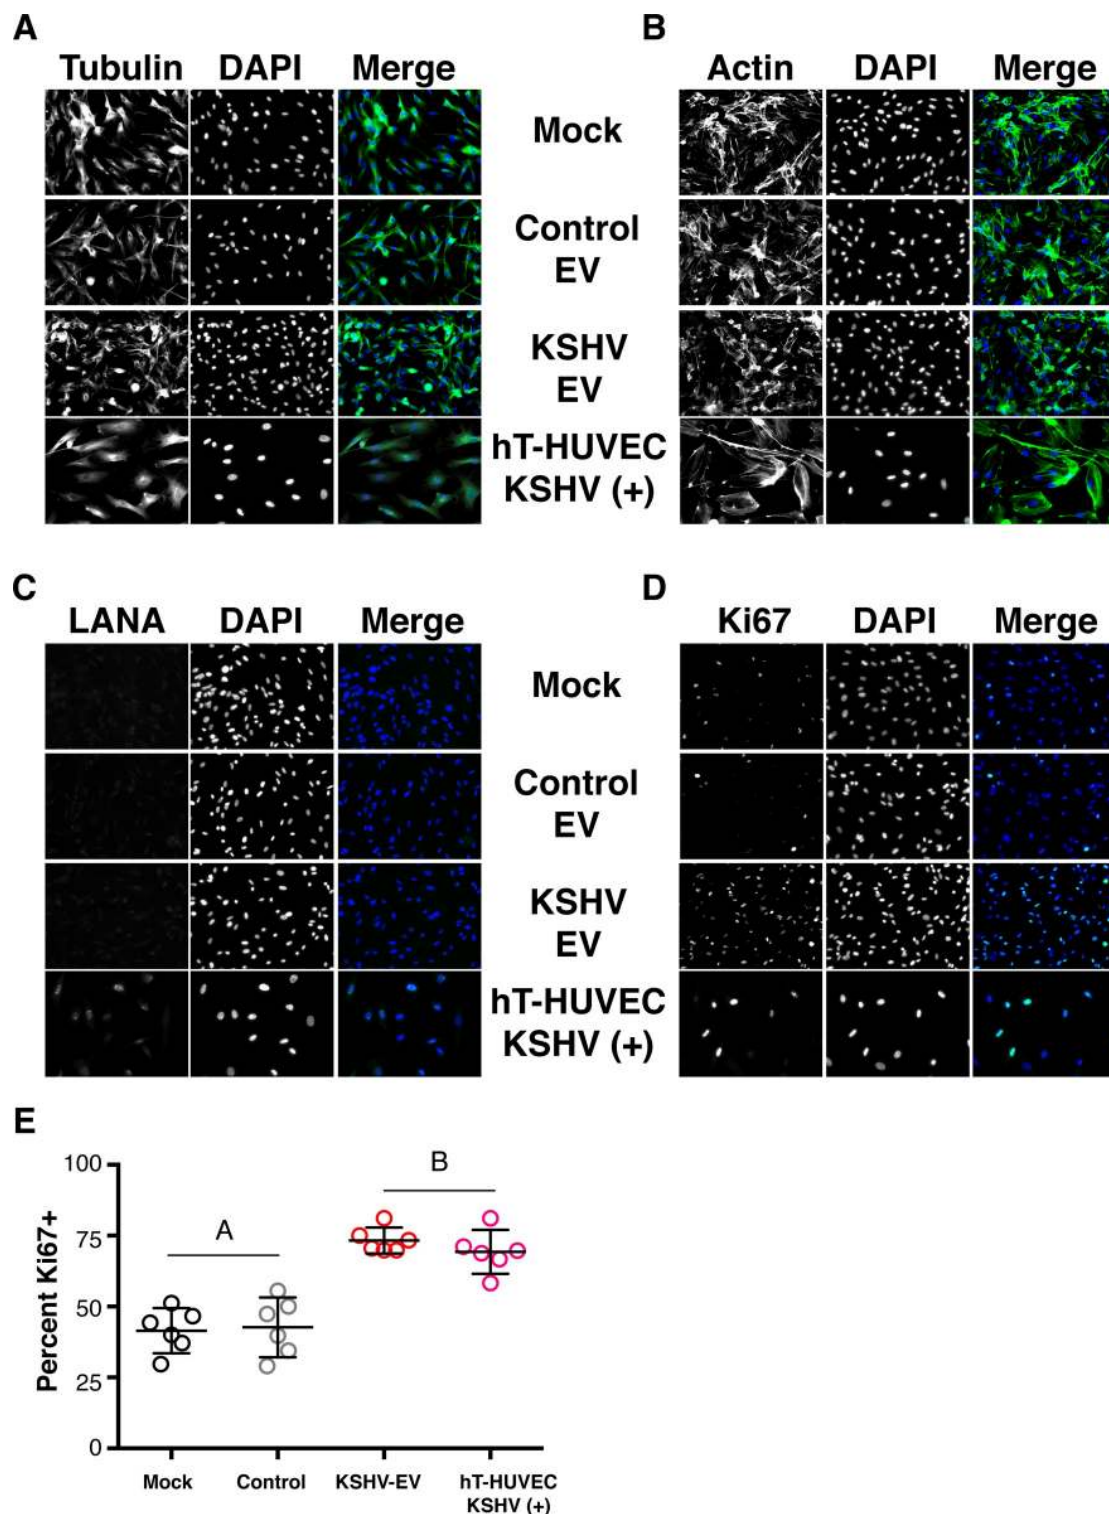 A
B
Tubulin DAPI Merge
Actin DAPI Merge
Mock
Control
EV
KSHV
EV
hT-HUVEC
KSHV (+)
C
D
LANA DAPI Merge
Ki67 DAPI Merge
Mock
Control
EV
KSHV
EV
hT-HUVEC
KSHV (+)
E
Percent Ki67+
100
75
50
25
0
A
B
Mock Control KSHV-EV hT-HUVEC
KSHV (+)